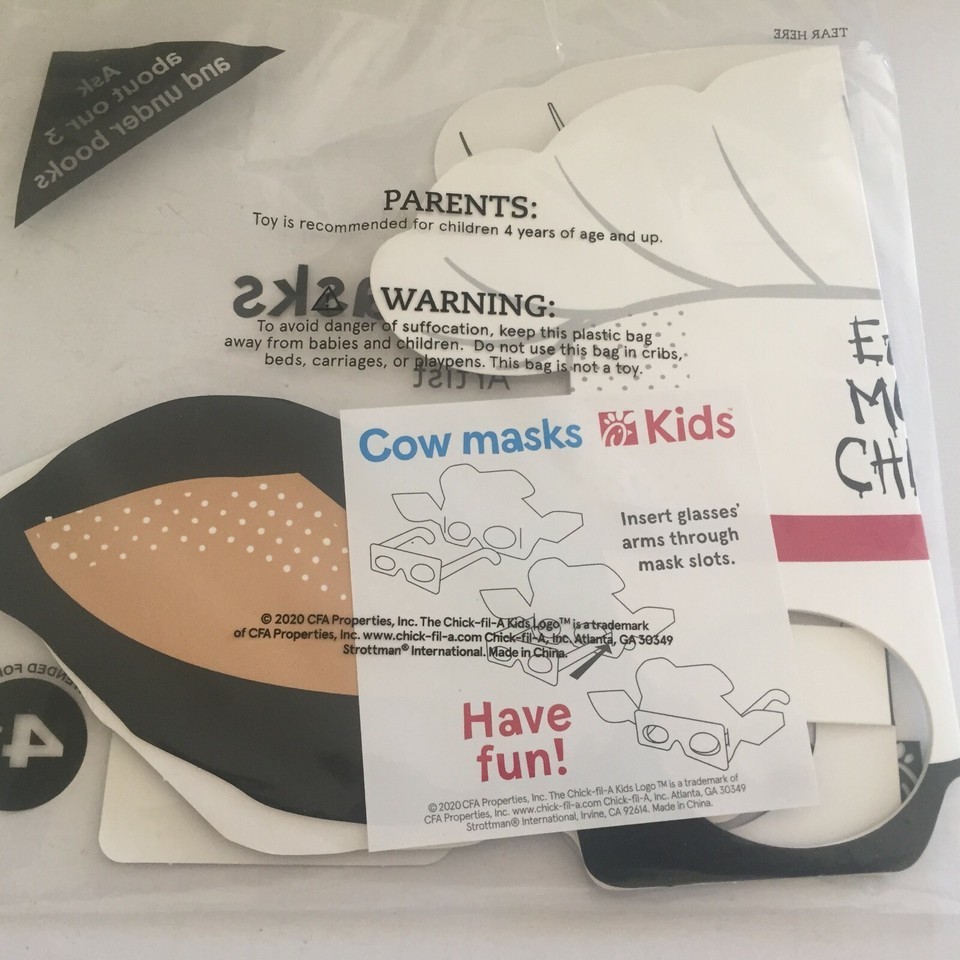 TEAR HERE
Ask
about our 3
and under books
PARENTS:
Toy is recommended for children 4 years of age and up.
asks
WARNING:
To avoid danger of suffocation, keep this plastic bag
away from babies and children. Do not use this bag in cribs,
beds, carriages, or playpens. This bag is not a toy.
Artist
E
M
CHI
Cow masks Kids™
Insert glasses'
arms through
mask slots.
© 2020 CFA Properties, Inc. The Chick-fil-A Kids Logo™ is a trademark
of CFA Properties, Inc. www.chick-fil-a.com Chick-fil-A, Inc. Atlanta, GA 30349
Strottman® International. Made in China.
NDED FOR
4
Have
fun!
© 2020 CFA Properties, Inc. The Chick-fil-A Kids Logo™ is a trademark of
CFA Properties, Inc. www.chick-fil-a.com Chick-fil-A, Inc. Atlanta, GA 30349
Strottman® International, Irvine, CA 92614. Made in China.